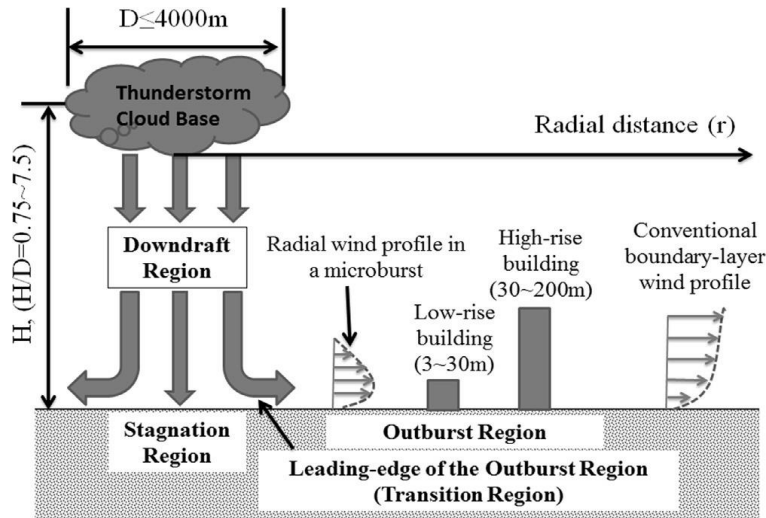 D≤4000m
Thunderstorm
Cloud Base
Radial distance (r)
H, (H/D=0.75~7.5)
Downdraft
Region
Radial wind profile in
a microburst
High-rise
building
(30~200m)
Conventional
boundary-layer
wind profile
Low-rise
building
(3~30m)
Stagnation
Region
Outburst Region
Leading-edge of the Outburst Region
(Transition Region)